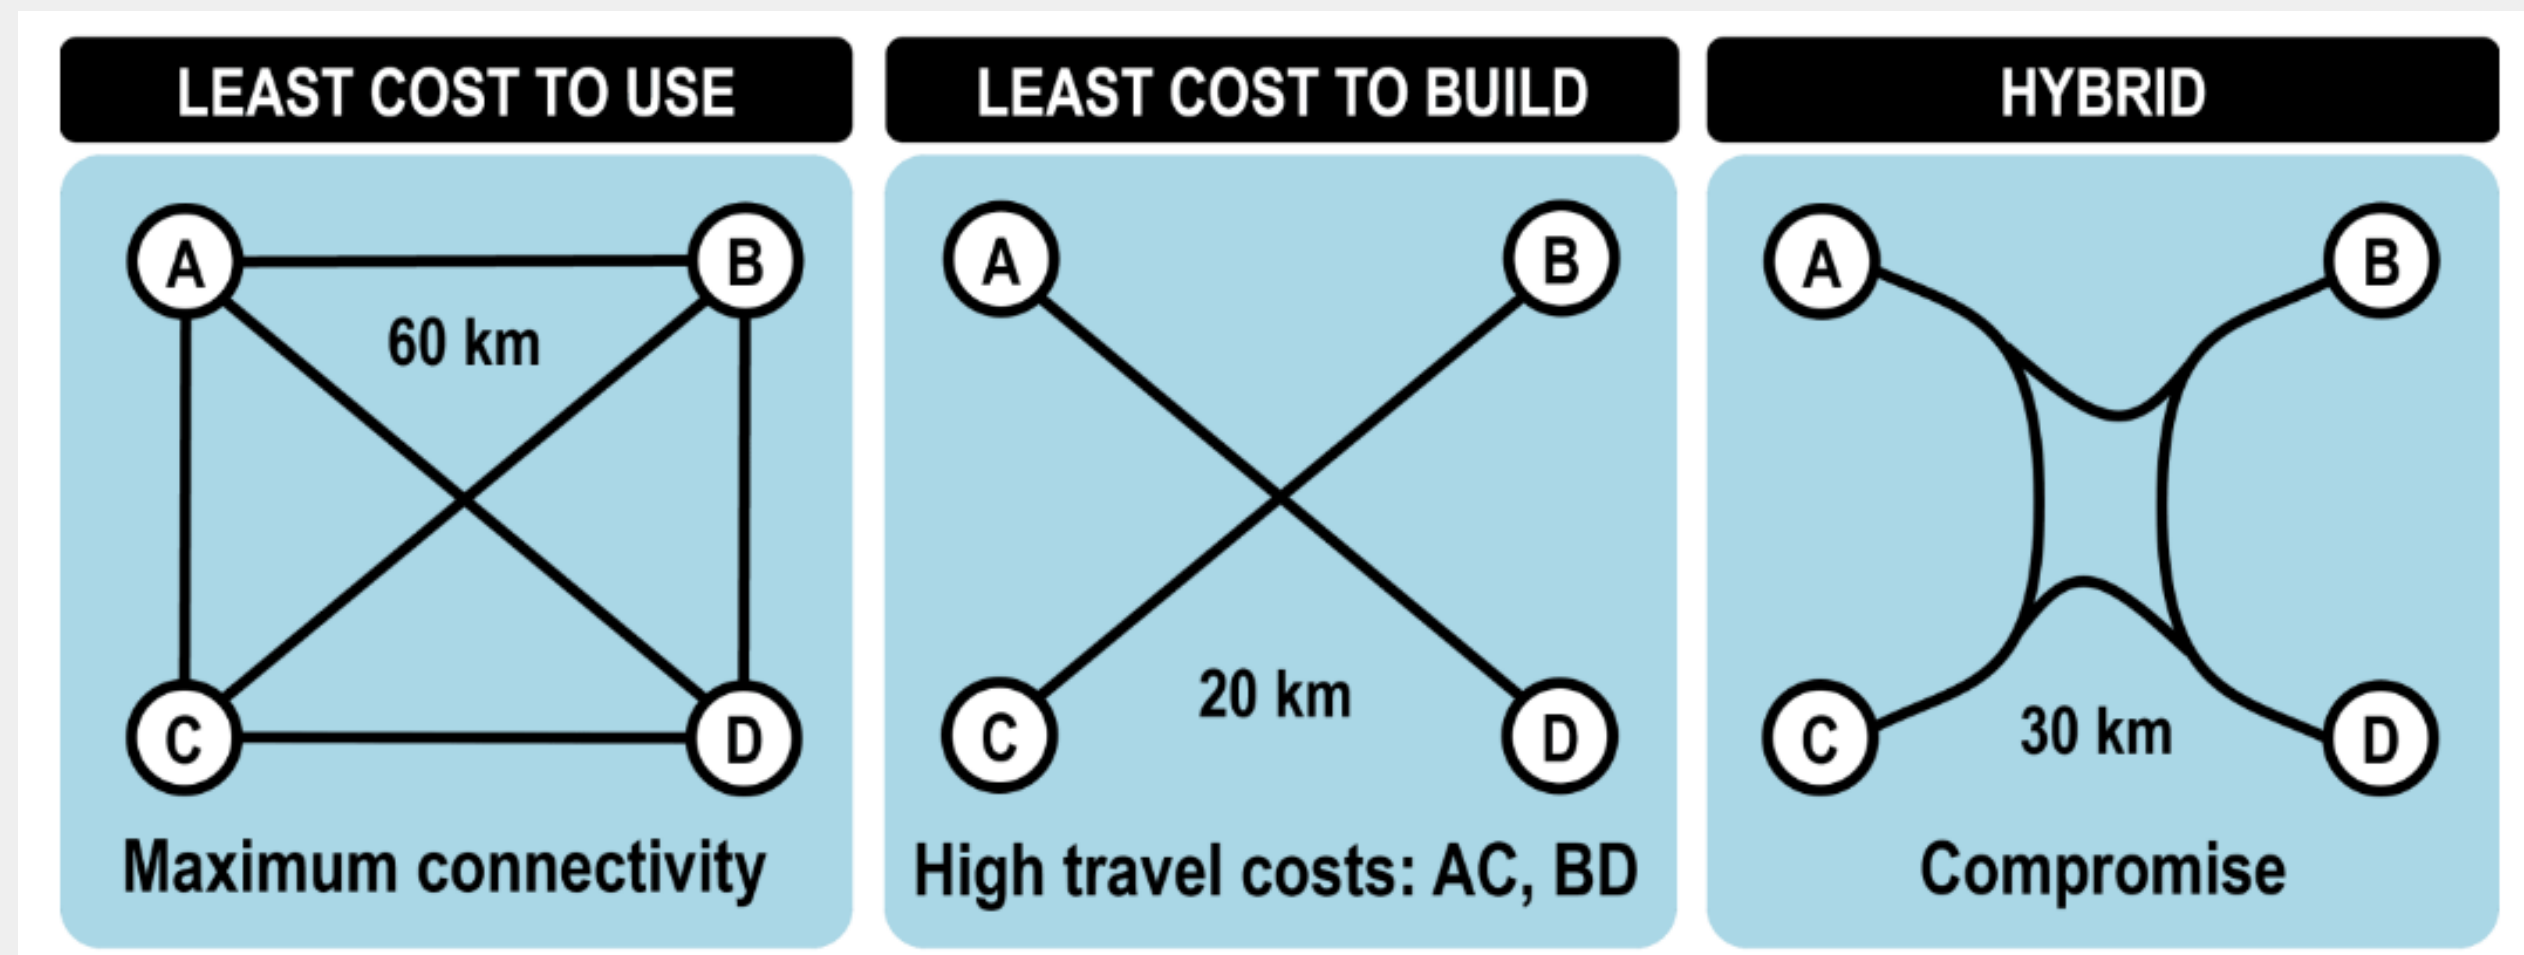 LEAST COST TO USE
A
B
60 km
C
D
Maximum connectivity
LEAST COST TO BUILD
A
B
C
20 km
D
High travel costs: AC, BD
HYBRID
A
B
C
30 km
D
Compromise